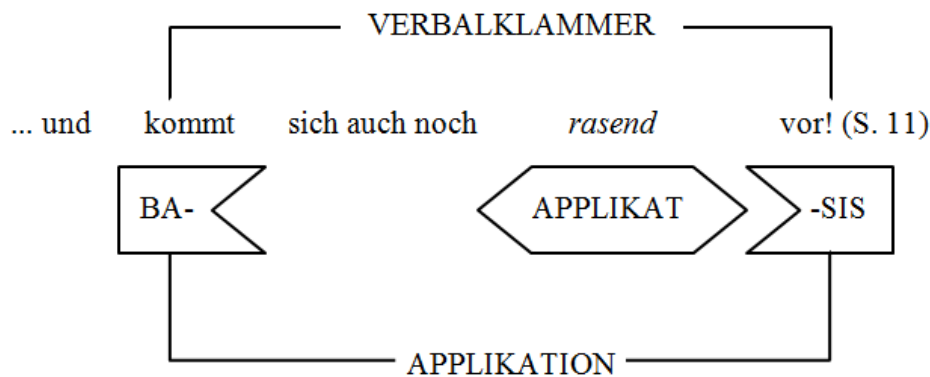 VERBALKLAMMER
... und kommt sich auch noch rasend vor! (S. 11)
BA- APPLIKAT -SIS
APPLIKATION